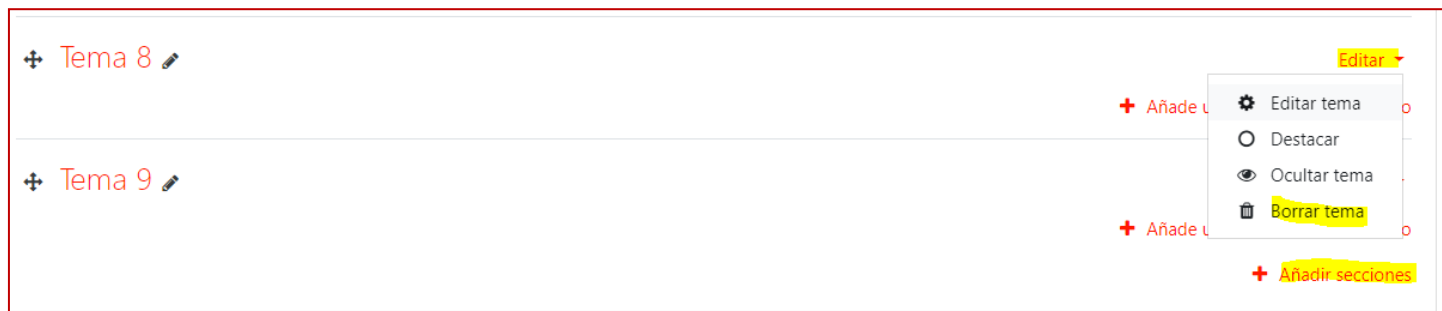 Tema 8
Editar
Añade u o
Editar tema
Destacar
Ocultar tema
Borrar tema
Tema 9
Añade u o
Añadir secciones